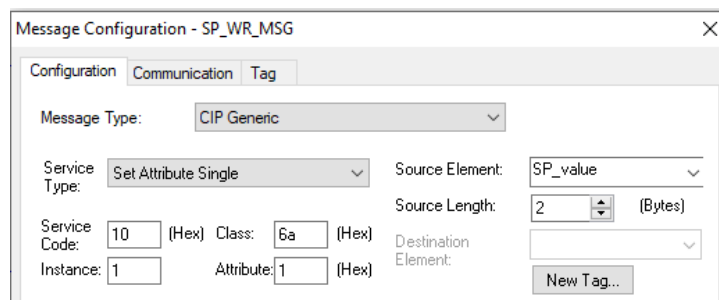 Message Configuration - SP_WR_MSG
Configuration Communication Tag
Message Type: CIP Generic
Service Type: Set Attribute Single
Source Element: SP_value
Source Length: 2 (Bytes)
Service Code: 10 (Hex) Class: 6a (Hex)
Destination Element:
Instance: 1 Attribute: 1 (Hex)
New Tag...